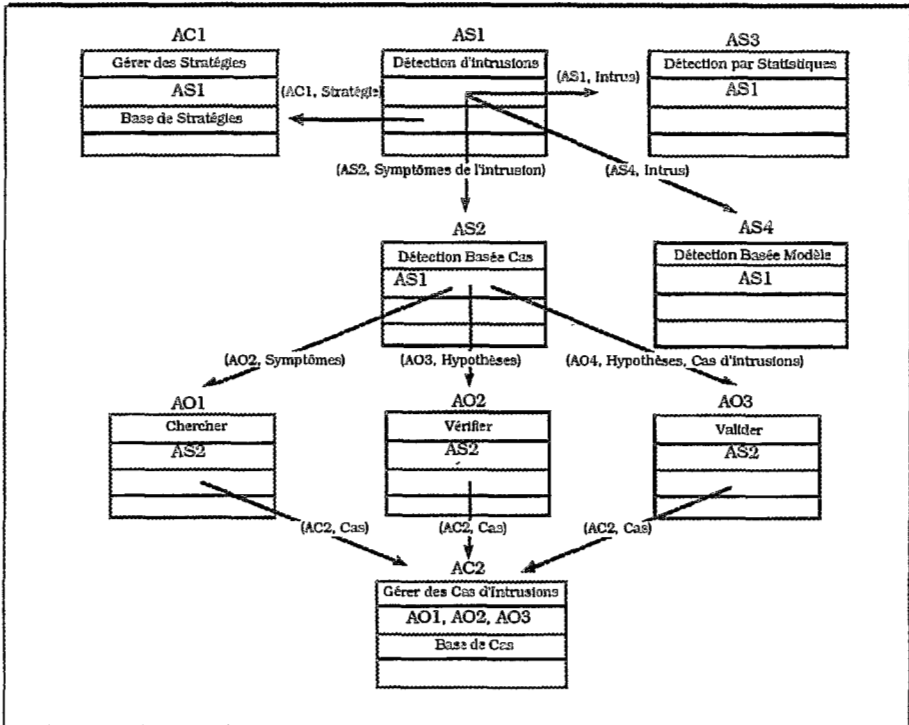 AC1
AS1
AS3
Gérer des Stratégies
Détection d'intrusions
Détection par Statistiques
AS1
(AC1, Stratégie)
(AS1, Intrus)
AS1
Base de Stratégies
(AS2, Symptômes de l'intrusion)
(AS4, Intrus)
AS2
AS4
Détection Basée Cas
Détection Basée Modèle
AS1
AS1
(AO2, Symptômes)
(AO3, Hypothèses)
(AO4, Hypothèses, Cas d'intrusions)
AO1
AO2
AO3
Chercher
Vérifier
Valider
AS2
AS2
AS2
(AC2, Cas)
(AC2, Cas)
(AC2, Cas)
AC2
Gérer des Cas d'Intrusions
AO1, AO2, AO3
Base de Cas